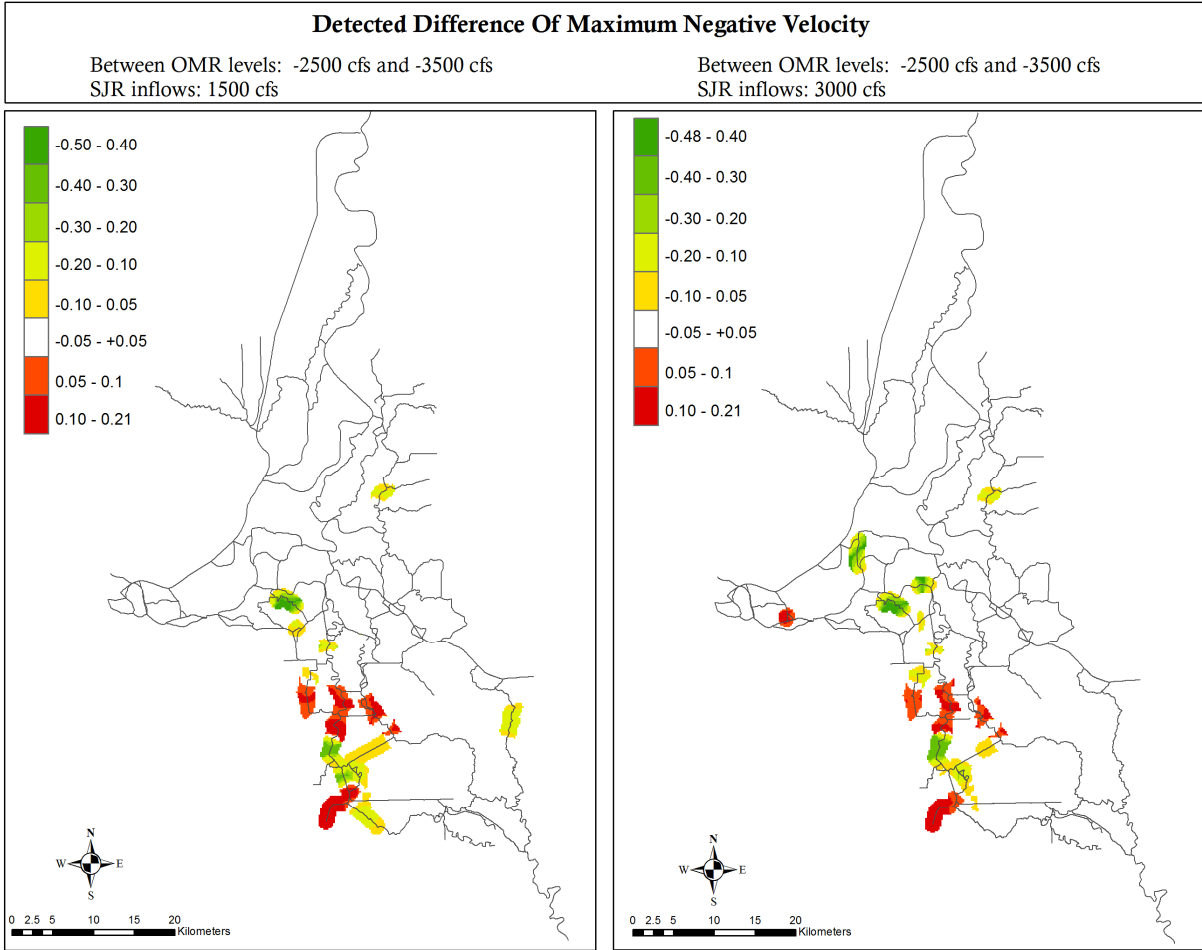 Detected Difference Of Maximum Negative Velocity
Between OMR levels: -2500 cfs and -3500 cfs
SJR inflows: 1500 cfs
Between OMR levels: -2500 cfs and -3500 cfs
SJR inflows: 3000 cfs
-0.50 - 0.40
-0.40 - 0.30
-0.30 - 0.20
-0.20 - 0.10
-0.10 - 0.05
-0.05 - +0.05
0.05 - 0.1
0.10 - 0.21
N
W E
S
0 2.5 5 10 15 20
Kilometers
-0.48 - 0.40
-0.40 - 0.30
-0.30 - 0.20
-0.20 - 0.10
-0.10 - 0.05
-0.05 - +0.05
0.05 - 0.1
0.10 - 0.21
N
W E
S
0 2.5 5 10 15 20
Kilometers